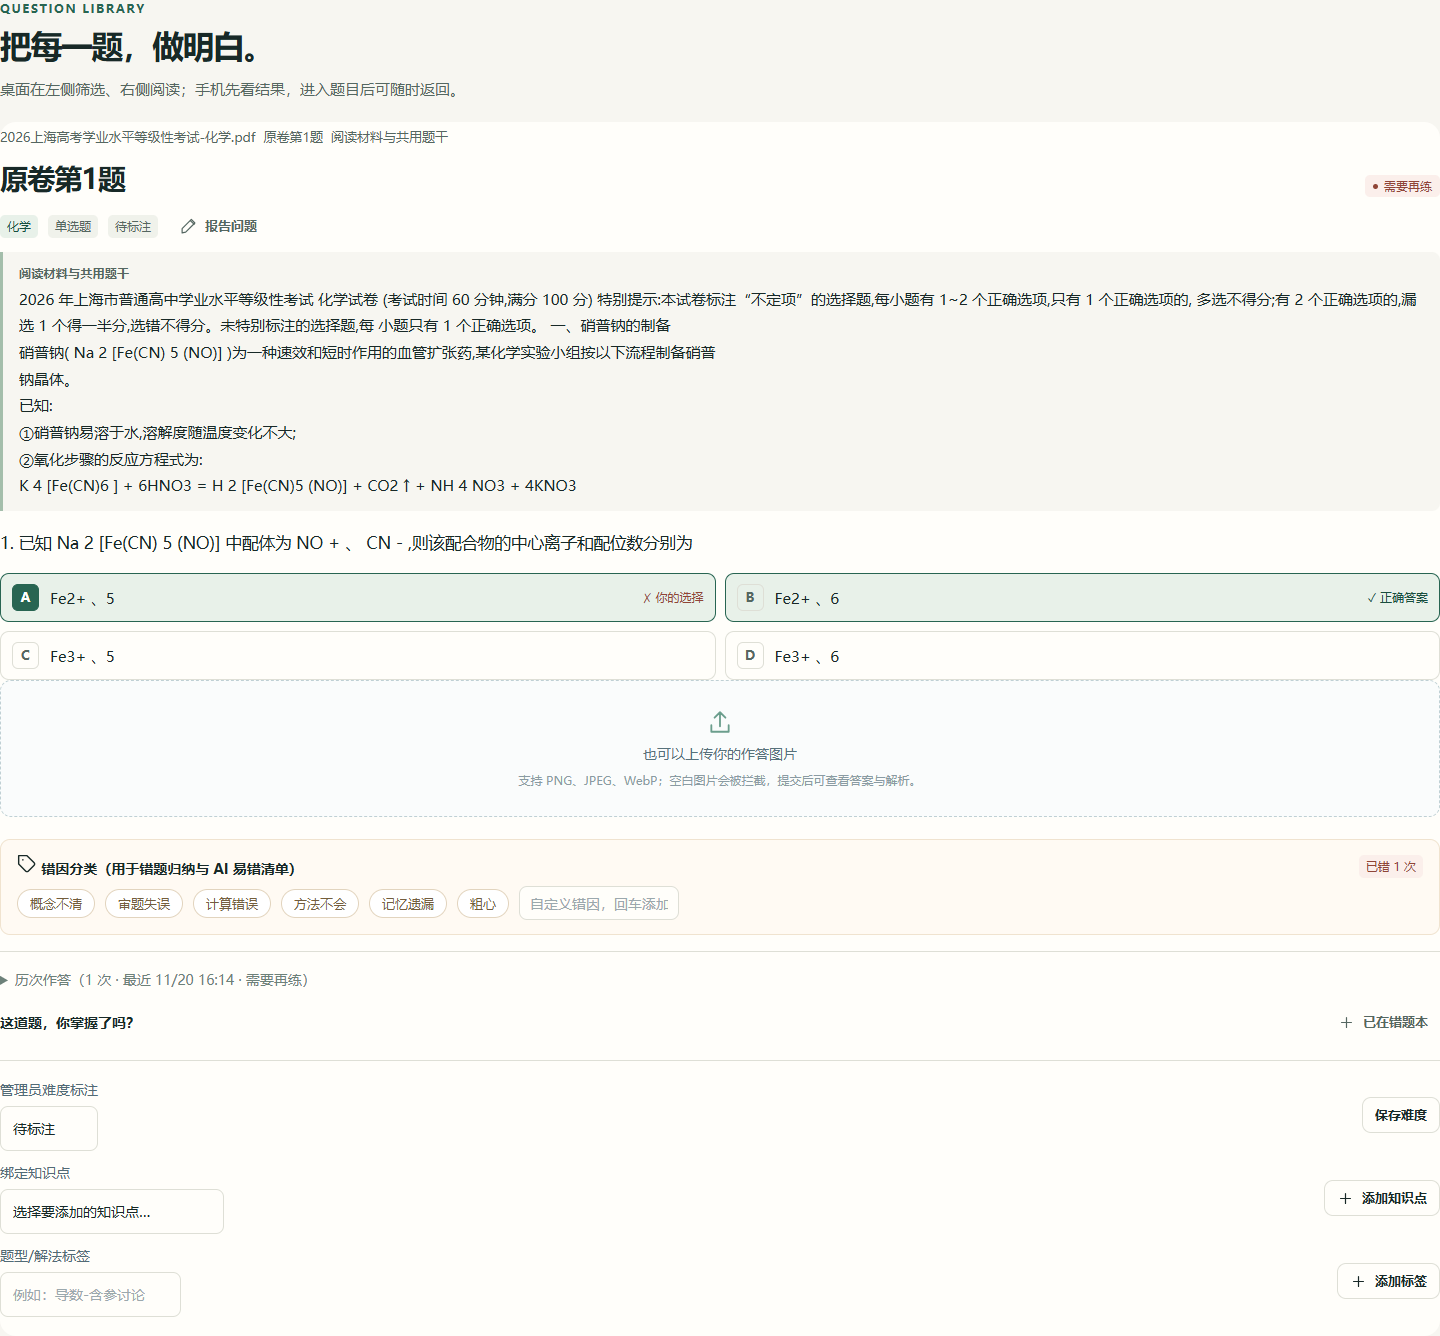 QUESTION LIBRARY
把每一题，做明白。
桌面在左侧筛选、右侧阅读；手机先看结果，进入题目后可随时返回。
2026上海高考学业水平等级性考试-化学.pdf 原卷第1题 阅读材料与共用题干
原卷第1题
需要再练
化学 单选题 待标注 报告问题
阅读材料与共用题干
2026 年上海市普通高中学业水平等级性考试 化学试卷 (考试时间 60 分钟,满分 100 分) 特别提示:本试卷标注“不定项”的选择题,每小题有 1~2 个正确选项,只有 1 个正确选项的, 多选不得分;有 2 个正确选项的,漏
选 1 个得一半分,选错不得分。未特别标注的选择题,每 小题只有 1 个正确选项。 一、硝普钠的制备
硝普钠( Na 2 [Fe(CN) 5 (NO)] )为一种速效和短时作用的血管扩张药,某化学实验小组按以下流程制备硝普
钠晶体。
已知:
①硝普钠易溶于水,溶解度随温度变化不大;
②氧化步骤的反应方程式为:
K 4 [Fe(CN)6 ] + 6HNO3 = H 2 [Fe(CN)5 (NO)] + CO2 ↑ + NH 4 NO3 + 4KNO3
1. 已知 Na 2 [Fe(CN) 5 (NO)] 中配体为 NO + 、 CN - ,则该配合物的中心离子和配位数分别为
A Fe2+ 、5 ✗ 你的选择
B Fe2+ 、6 ✓ 正确答案
C Fe3+ 、5
D Fe3+ 、6
也可以上传你的作答图片
支持 PNG、JPEG、WebP；空白图片会被拦截，提交后可查看答案与解析。
错因分类（用于错题归纳与 AI 易错清单）
已错 1 次
概念不清 审题失误 计算错误 方法不会 记忆遗漏 粗心 自定义错因，回车添加
历次作答（1 次 · 最近 11/20 16:14 · 需要再练）
这道题，你掌握了吗？
已在错题本
管理员难度标注
待标注
保存难度
绑定知识点
选择要添加的知识点...
添加知识点
题型/解法标签
例如：导数-含参讨论
添加标签